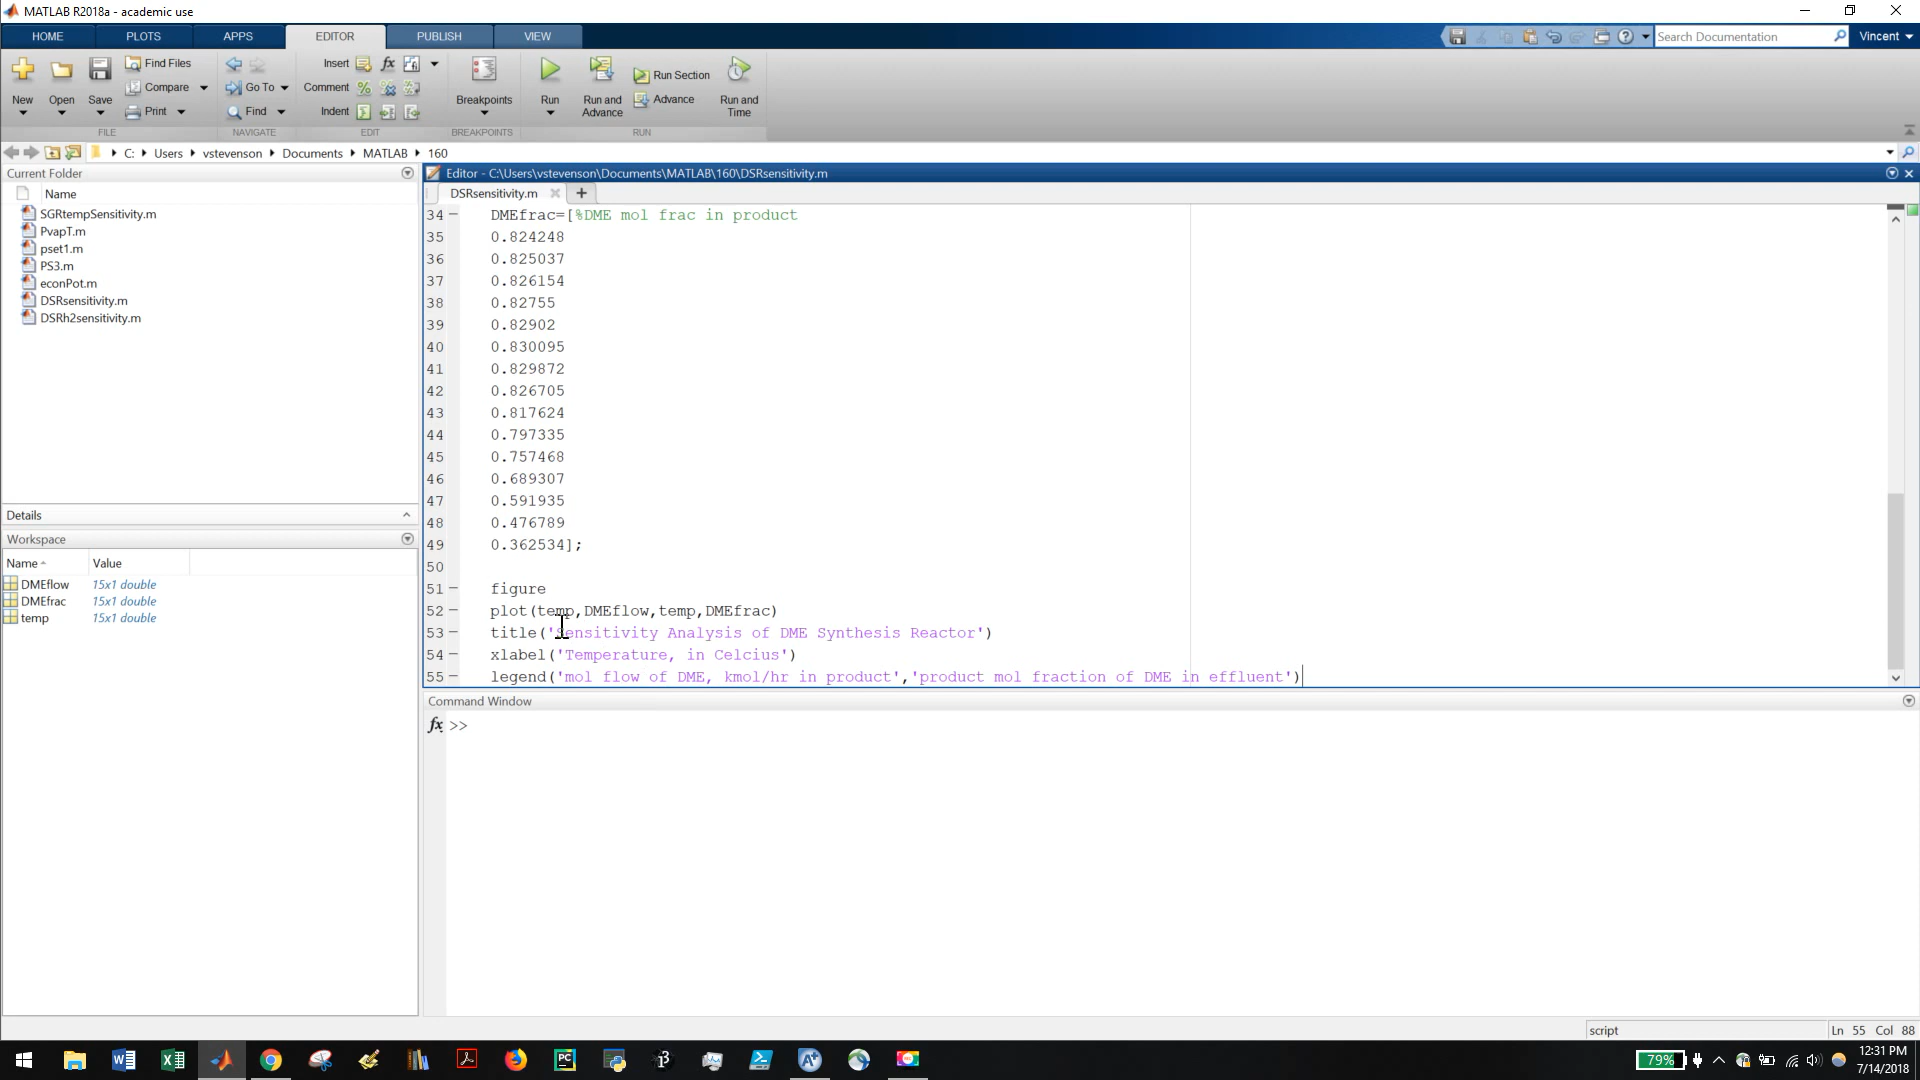 MATLAB R2018a - academic use
HOME PLOTS APPS EDITOR PUBLISH VIEW
Search Documentation Vincent
Find Files Insert fx
New Open Save Compare Go To Comment Breakpoints Run Run and Advance Run Section Run and Time
Print Find Indent Advance
FILE NAVIGATE EDIT BREAKPOINTS RUN
C: Users vstevenson Documents MATLAB 160
Current Folder
Name
SGRtempSensitivity.m
PvapT.m
pset1.m
PS3.m
econPot.m
DSRsensitivity.m
DSRh2sensitivity.m
Details
Workspace
Name Value
DMEflow 15x1 double
DMEfrac 15x1 double
temp 15x1 double
Editor - C:\Users\vstevenson\Documents\MATLAB\160\DSRsensitivity.m
DSRsensitivity.m
34 DMEfrac=[%DME mol frac in product
35 0.824248
36 0.825037
37 0.826154
38 0.82755
39 0.82902
40 0.830095
41 0.829872
42 0.826705
43 0.817624
44 0.797335
45 0.757468
46 0.689307
47 0.591935
48 0.476789
49 0.362534];
50
51 figure
52 plot(temp,DMEflow,temp,DMEfrac)
53 title('Sensitivity Analysis of DME Synthesis Reactor')
54 xlabel('Temperature, in Celcius')
55 legend('mol flow of DME, kmol/hr in product','product mol fraction of DME in effluent')
Command Window
fx >>
script Ln 55 Col 88
79% 12:31 PM
7/14/2018